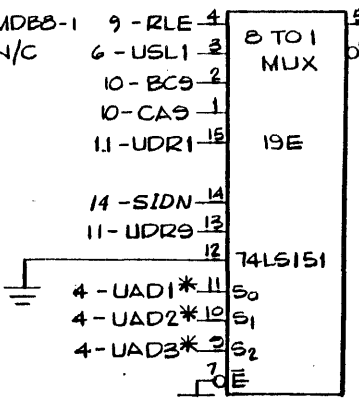 MDB8-1 9-RLE 4 5
N/C 6-USL1 3 8 TO 1
10-BC9 2 MUX
10-CA9 1
11-UDR1 15 19E
14-SIDN 14
11-UDR9 13
12 74LS151
4-UAD1* 11 S0
4-UAD2* 10 S1
4-UAD3* 9 S2
7 E̅